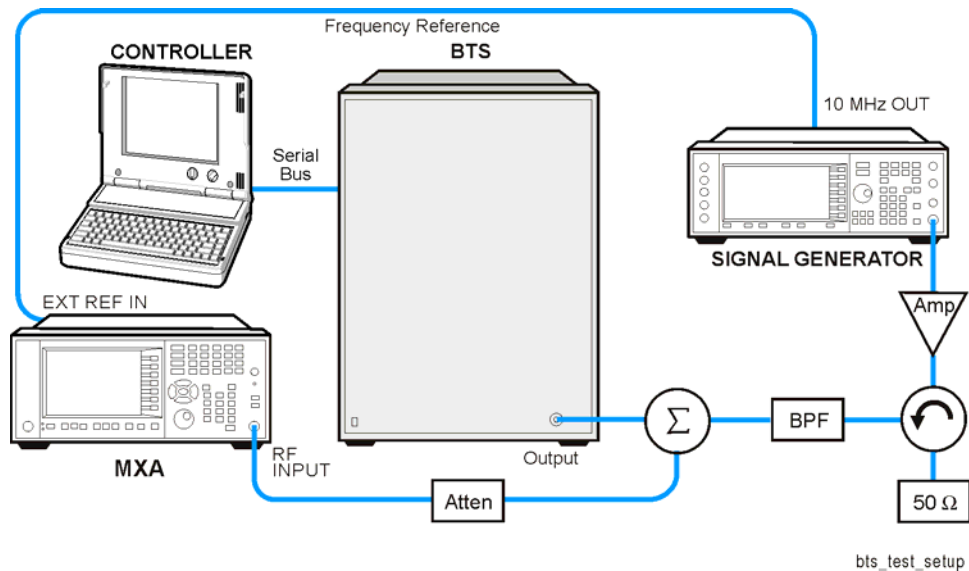 Frequency Reference
CONTROLLER
BTS
10 MHz OUT
Serial
Bus
SIGNAL GENERATOR
EXT REF IN
Amp
Σ
BPF
RF
INPUT
Output
MXA
Atten
50 Ω
bts_test_setup